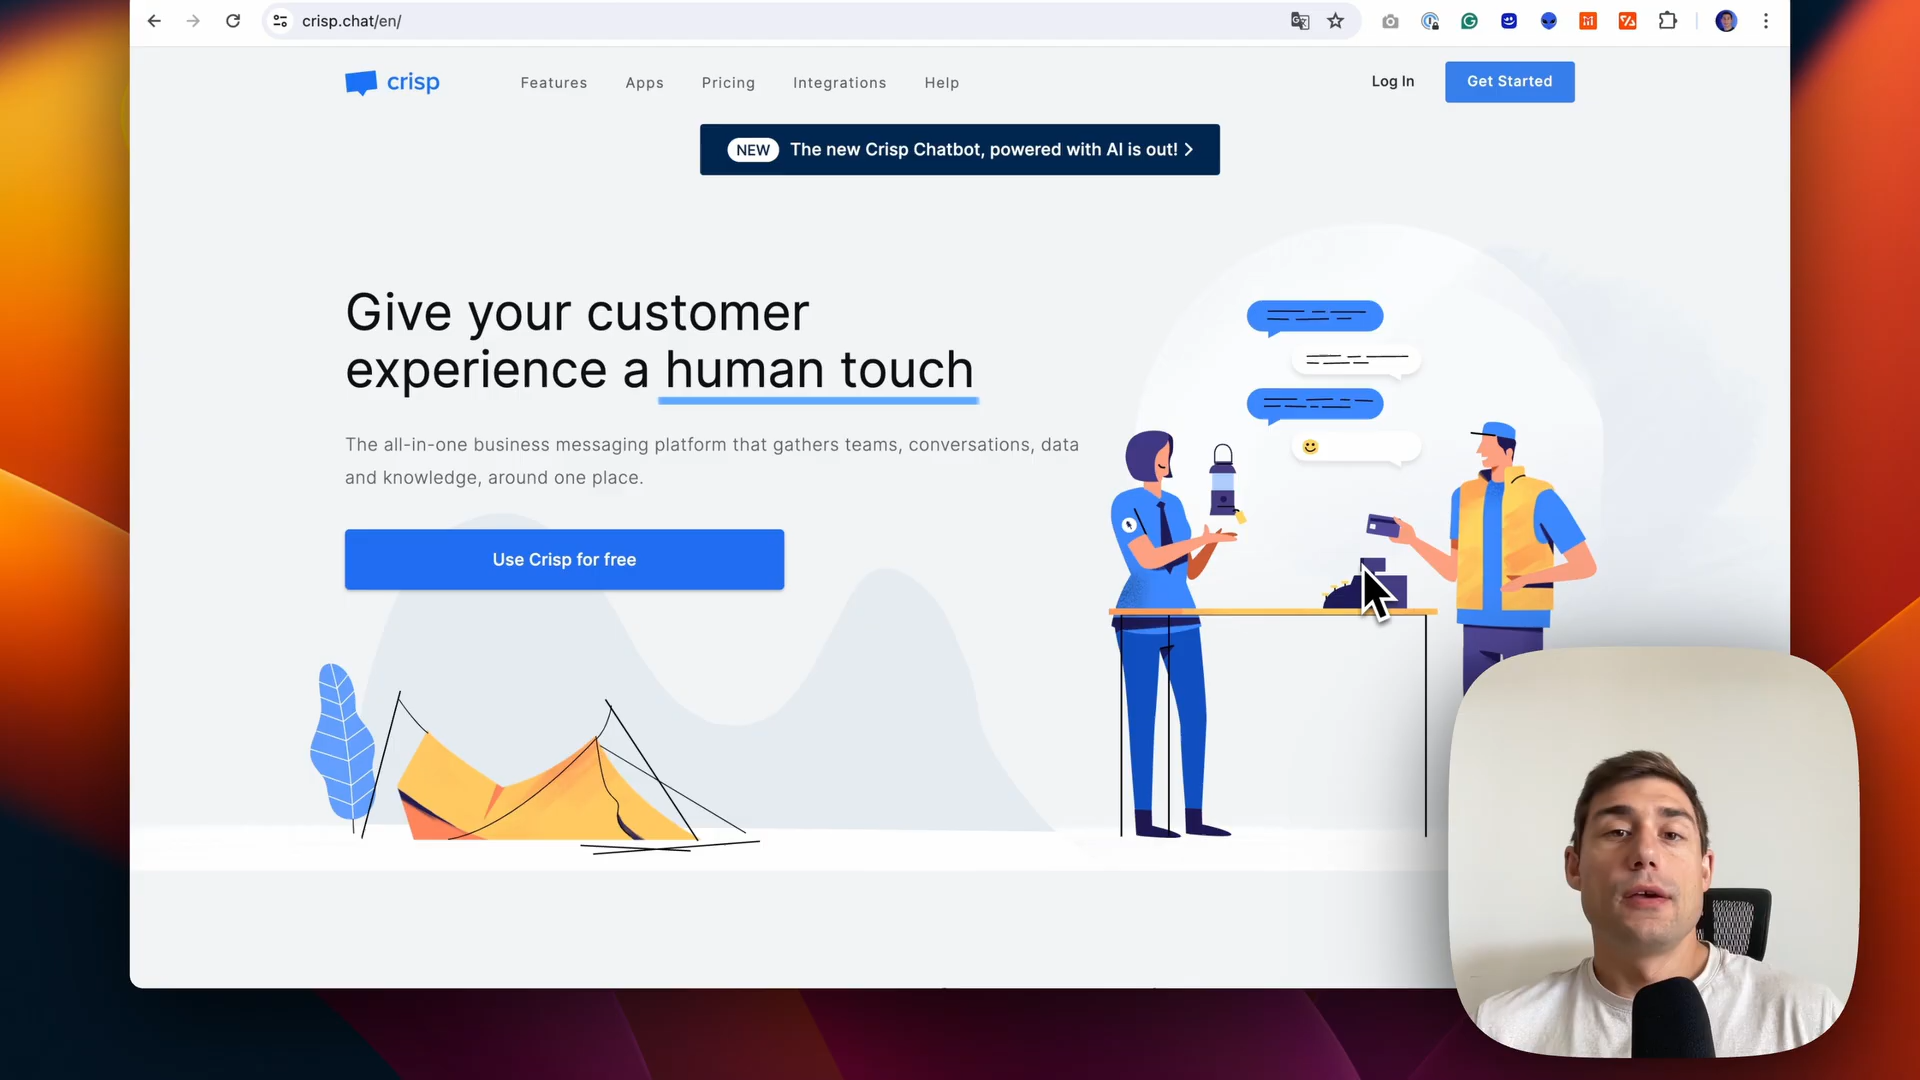 crisp.chat/en/
crisp
Features
Apps
Pricing
Integrations
Help
Log In
Get Started
NEW
The new Crisp Chatbot, powered with AI is out!
Give your customer
experience a human touch
The all-in-one business messaging platform that gathers teams, conversations, data
and knowledge, around one place.
Use Crisp for free